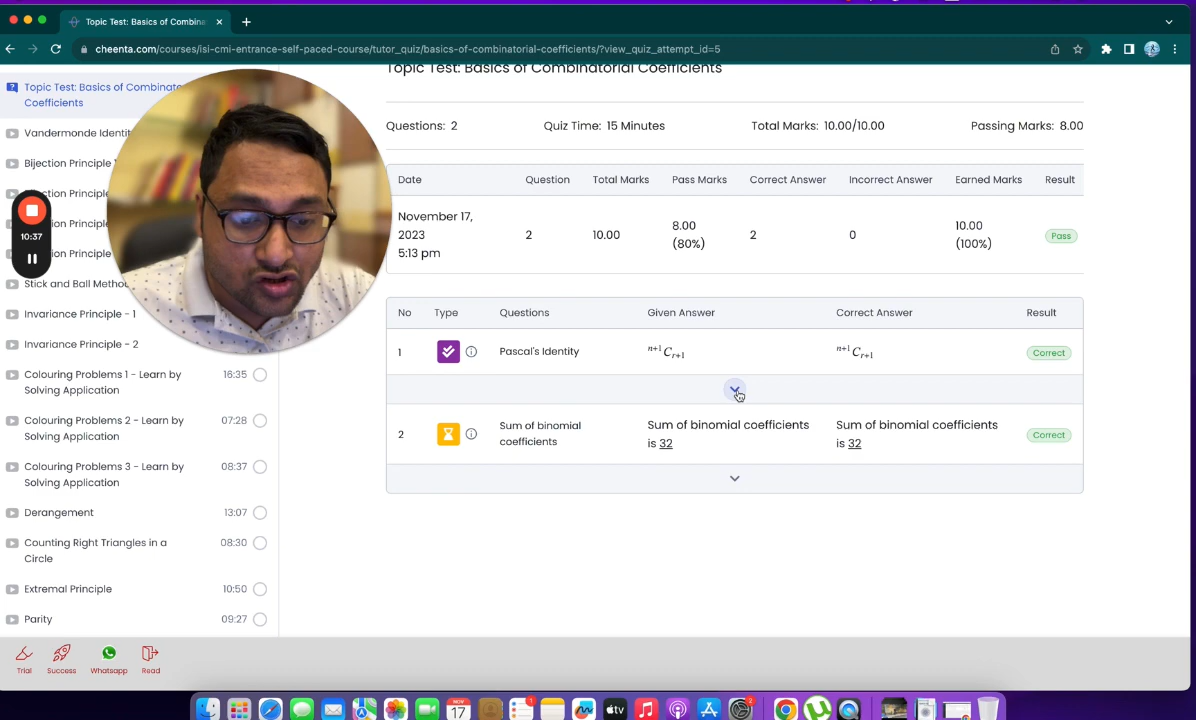 Topic Test: Basics of Combina
cheenta.com/courses/isi-cmi-entrance-self-paced-course/tutor_quiz/basics-of-combinatorial-coefficients/?view_quiz_attempt_id=5
Topic Test: Basics of Combinato
Coefficients
Vandermonde Identit
Bijection Principle
ection Principle
ion Principle
ion Principle
Stick and Ball Metho
Invariance Principle - 1
Invariance Principle - 2
Colouring Problems 1 - Learn by
Solving Application
16:35
Colouring Problems 2 - Learn by
Solving Application
07:28
Colouring Problems 3 - Learn by
Solving Application
08:37
Derangement
13:07
Counting Right Triangles in a
Circle
08:30
Extremal Principle
10:50
Parity
09:27
10:37
Topic Test: Basics of Combinatorial Coefficients
Questions: 2
Quiz Time: 15 Minutes
Total Marks: 10.00/10.00
Passing Marks: 8.00
Date Question Total Marks Pass Marks Correct Answer Incorrect Answer Earned Marks Result
November 17,
2023
5:13 pm
2
10.00
8.00
(80%)
2
0
10.00
(100%)
Pass
No Type Questions Given Answer Correct Answer Result
1 Pascal's Identity ⁿ⁺¹Cᵣ₊₁ ⁿ⁺¹Cᵣ₊₁ Correct
2
Sum of binomial
coefficients
Sum of binomial coefficients
is 32
Sum of binomial coefficients
is 32
Correct
Trial Success Whatsapp Read
NOV
17
1
tv
2